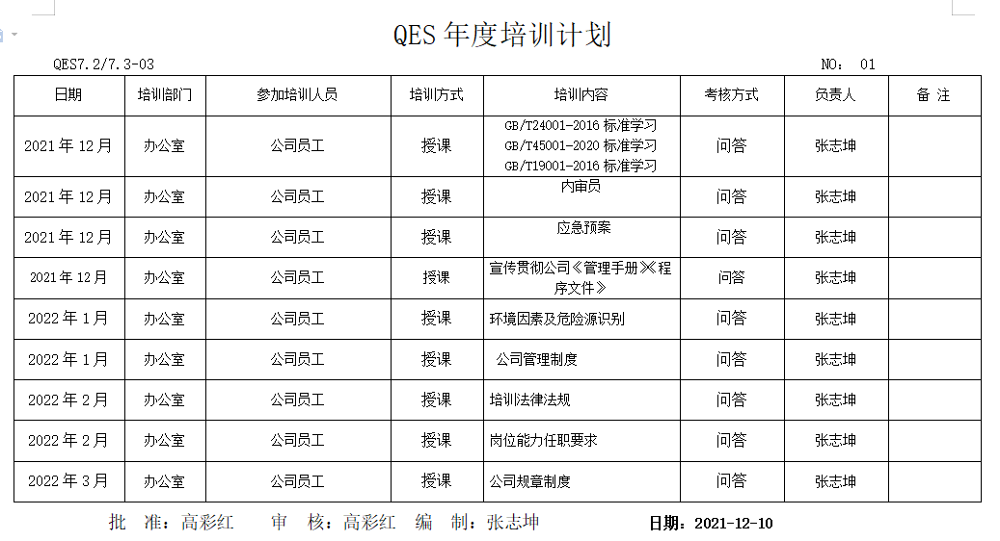 QES 年度培训计划
QES7.2/7.3-03 NO： 01
日期 培训部门 参加培训人员 培训方式 培训内容 考核方式 负责人 备 注
2021 年 12 月 办公室 公司员工 授课 GB/T24001-2016 标准学习 问答 张志坤
GB/T45001-2020 标准学习
GB/T19001-2016 标准学习
2021 年 12 月 办公室 公司员工 授课 内审员 问答 张志坤
2021 年 12 月 办公室 公司员工 授课 应急预案 问答 张志坤
2021 年 12 月 办公室 公司员工 授课 宣传贯彻公司《管理手册》《程 问答 张志坤
序文件》
2022 年 1 月 办公室 公司员工 授课 环境因素及危险源识别 问答 张志坤
2022 年 1 月 办公室 公司员工 授课 公司管理制度 问答 张志坤
2022 年 2 月 办公室 公司员工 授课 培训法律法规 问答 张志坤
2022 年 2 月 办公室 公司员工 授课 岗位能力任职要求 问答 张志坤
2022 年 3 月 办公室 公司员工 授课 公司规章制度 问答 张志坤
批 准：高彩红 审 核：高彩红 编 制：张志坤 日期：2021-12-10